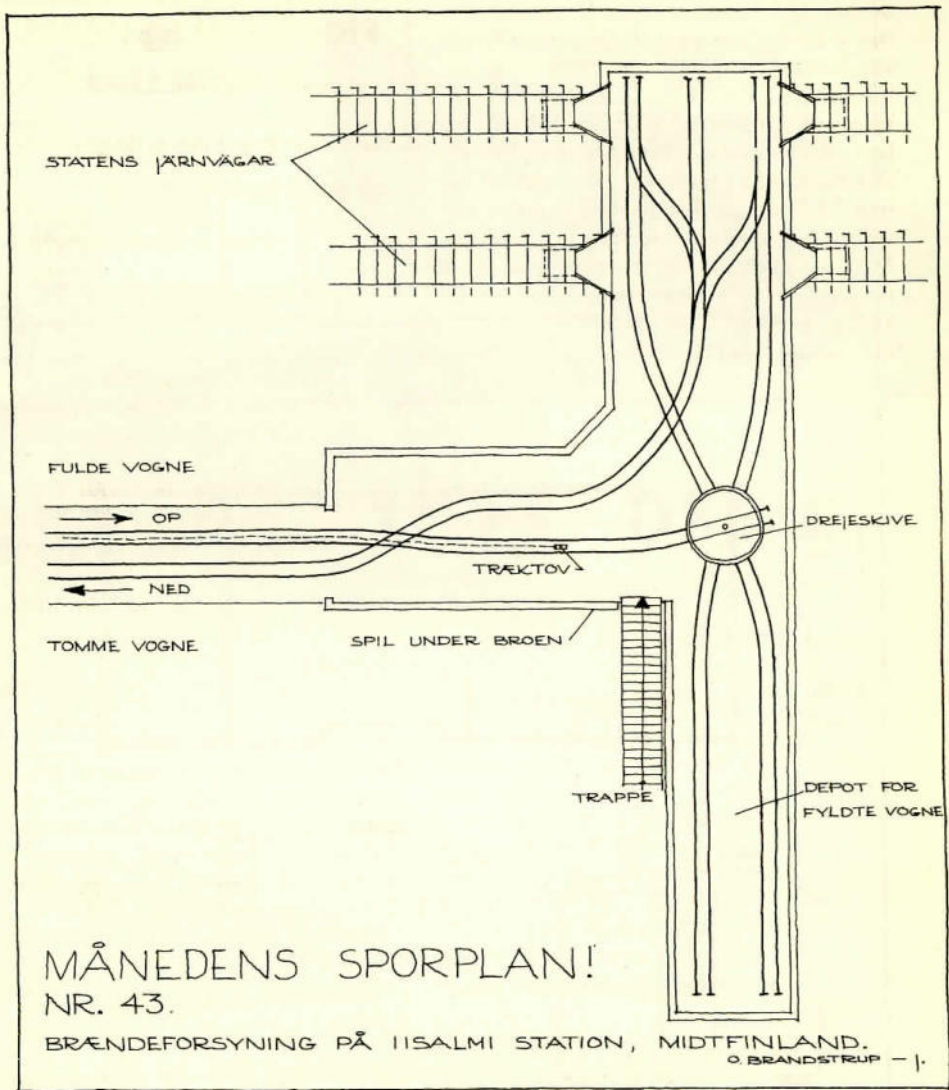 STATENS JÄRNVÄGAR
FULDE VOGNE
OP
DREJESKIVE
TRÆKTOV
NED
SPIL UNDER BROEN
TOMME VOGNE
TRAPPE
DEPOT FOR
FYLDTE VOGNE
MÅNEDENS SPORPLAN!
NR. 43.
BRÆNDEFORSYNING PÅ IISALMI STATION, MIDTFINLAND.
O. BRANDSTRUP – J.